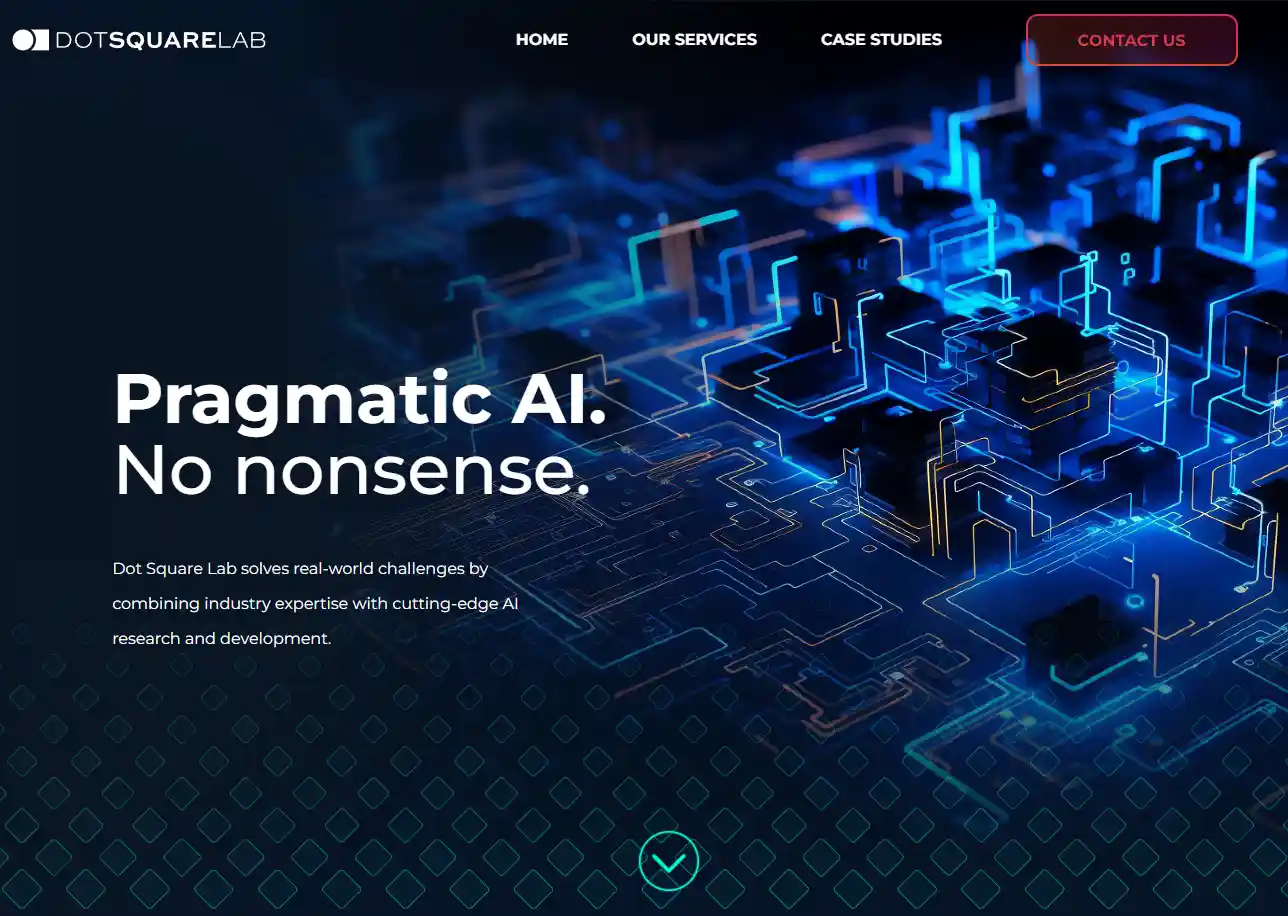 DOTSQUARELAB
HOME
OUR SERVICES
CASE STUDIES
CONTACT US
Pragmatic AI.
No nonsense.
Dot Square Lab solves real-world challenges by
combining industry expertise with cutting-edge AI
research and development.